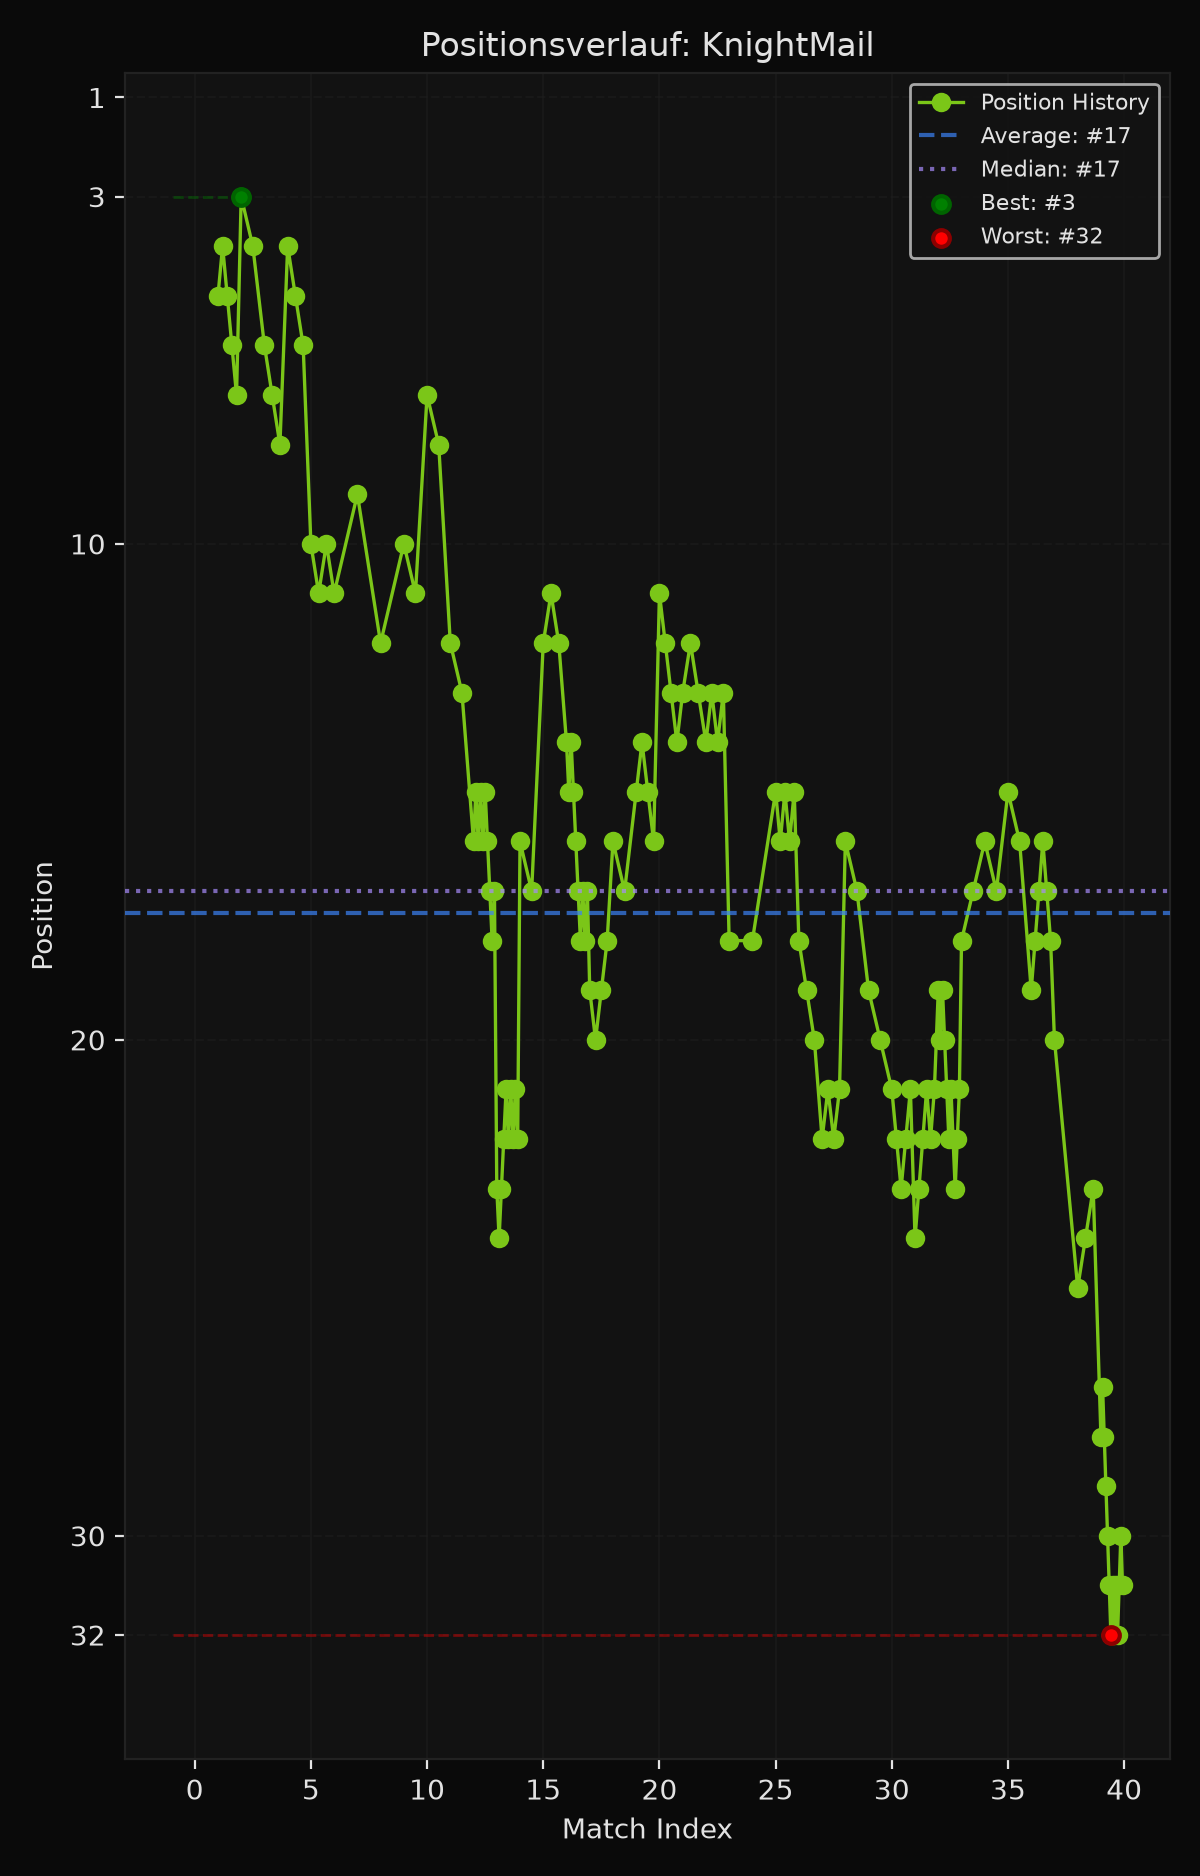 Positionsverlauf: KnightMail
Position History
Average: #17
Median: #17
Best: #3
Worst: #32
Position
1
3
10
20
30
32
0 5 10 15 20 25 30 35 40
Match Index